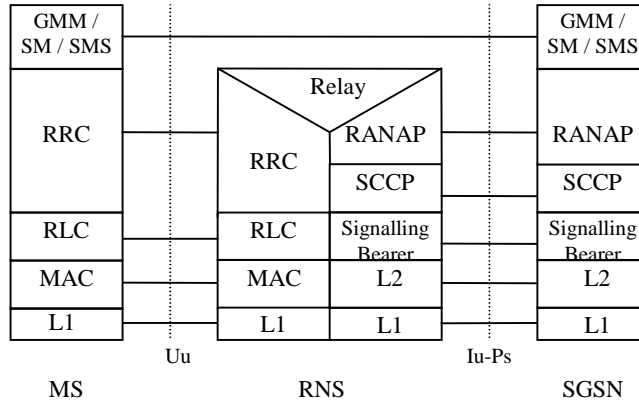 GMM /
SM / SMS
RRC
RLC
MAC
L1
Uu
MS
Relay
RRC
RANAP
SCCP
RLC
Signalling
Bearer
MAC
L2
L1
L1
RNS
Iu-Ps
GMM /
SM / SMS
RANAP
SCCP
Signalling
Bearer
L2
L1
SGSN